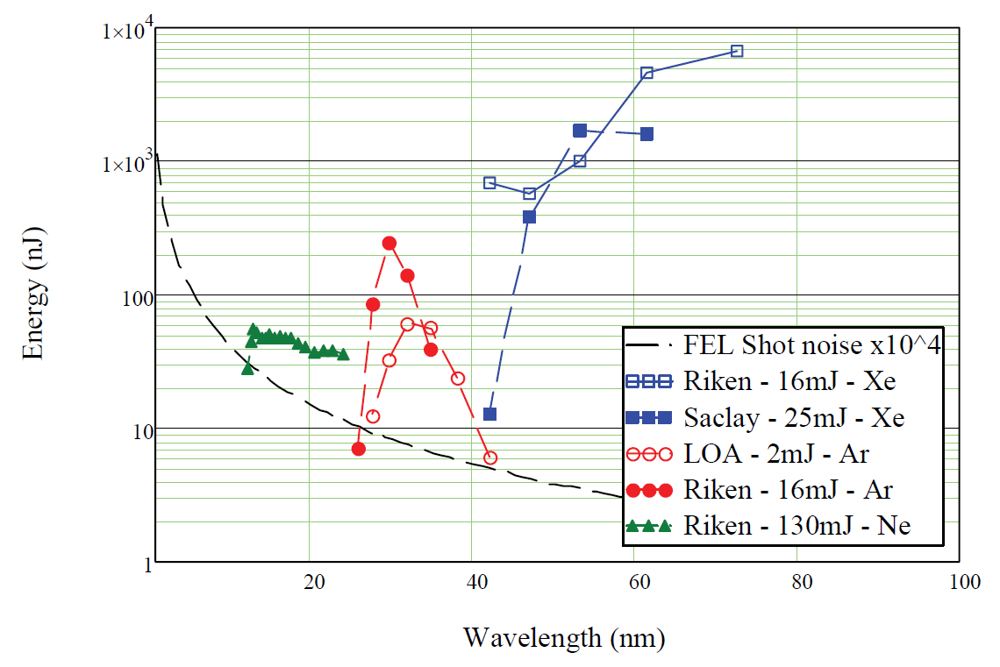 1×10^4
1×10^3
100
10
1
Energy (nJ)
FEL Shot noise x10^4
Riken - 16mJ - Xe
Saclay - 25mJ - Xe
LOA - 2mJ - Ar
Riken - 16mJ - Ar
Riken - 130mJ - Ne
20 40 60 80 100
Wavelength (nm)